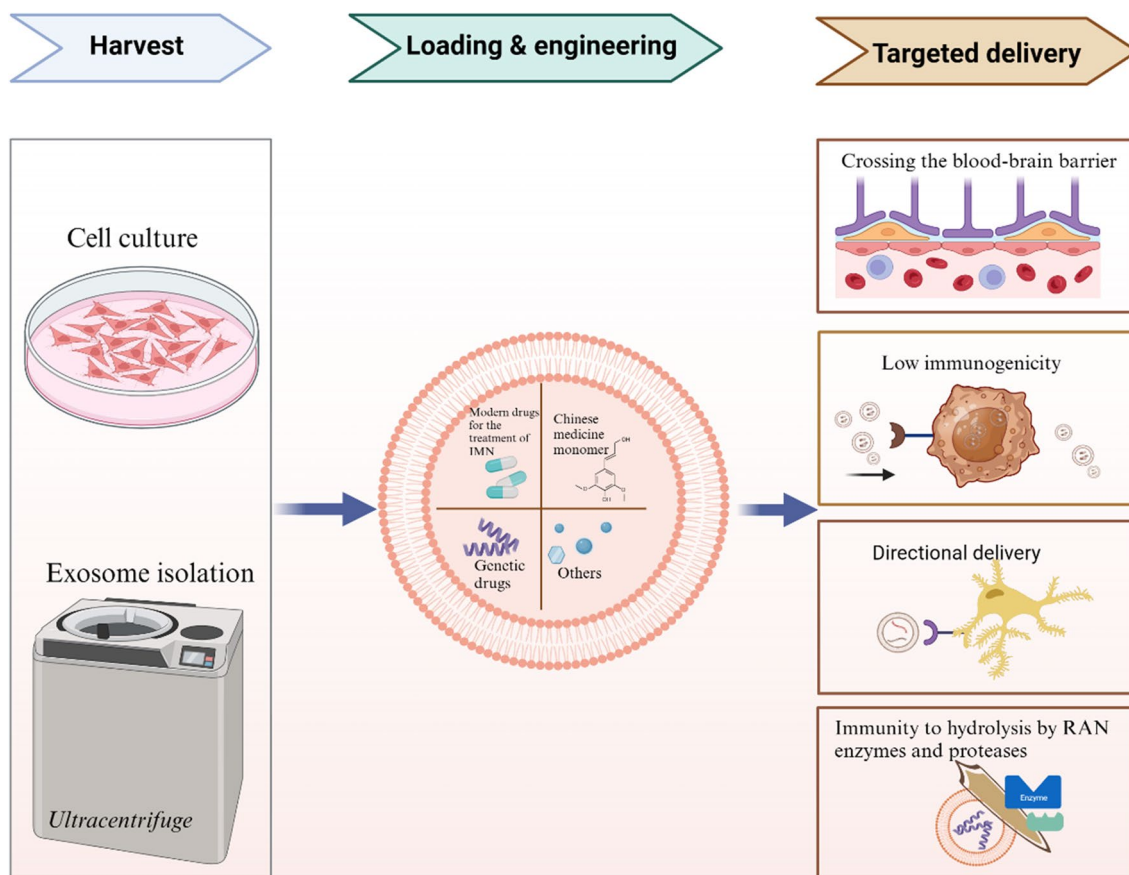 Harvest
Loading & engineering
Targeted delivery
Cell culture
Exosome isolation
Ultracentrifuge
Modern drugs
for the
treatment of
IMN
Chinese
medicine
monomer
OH
O
OH
O
Genetic
drugs
Others
Crossing the blood-brain barrier
Low immunogenicity
Directional delivery
Immunity to hydrolysis by RAN
enzymes and proteases
Enzyme